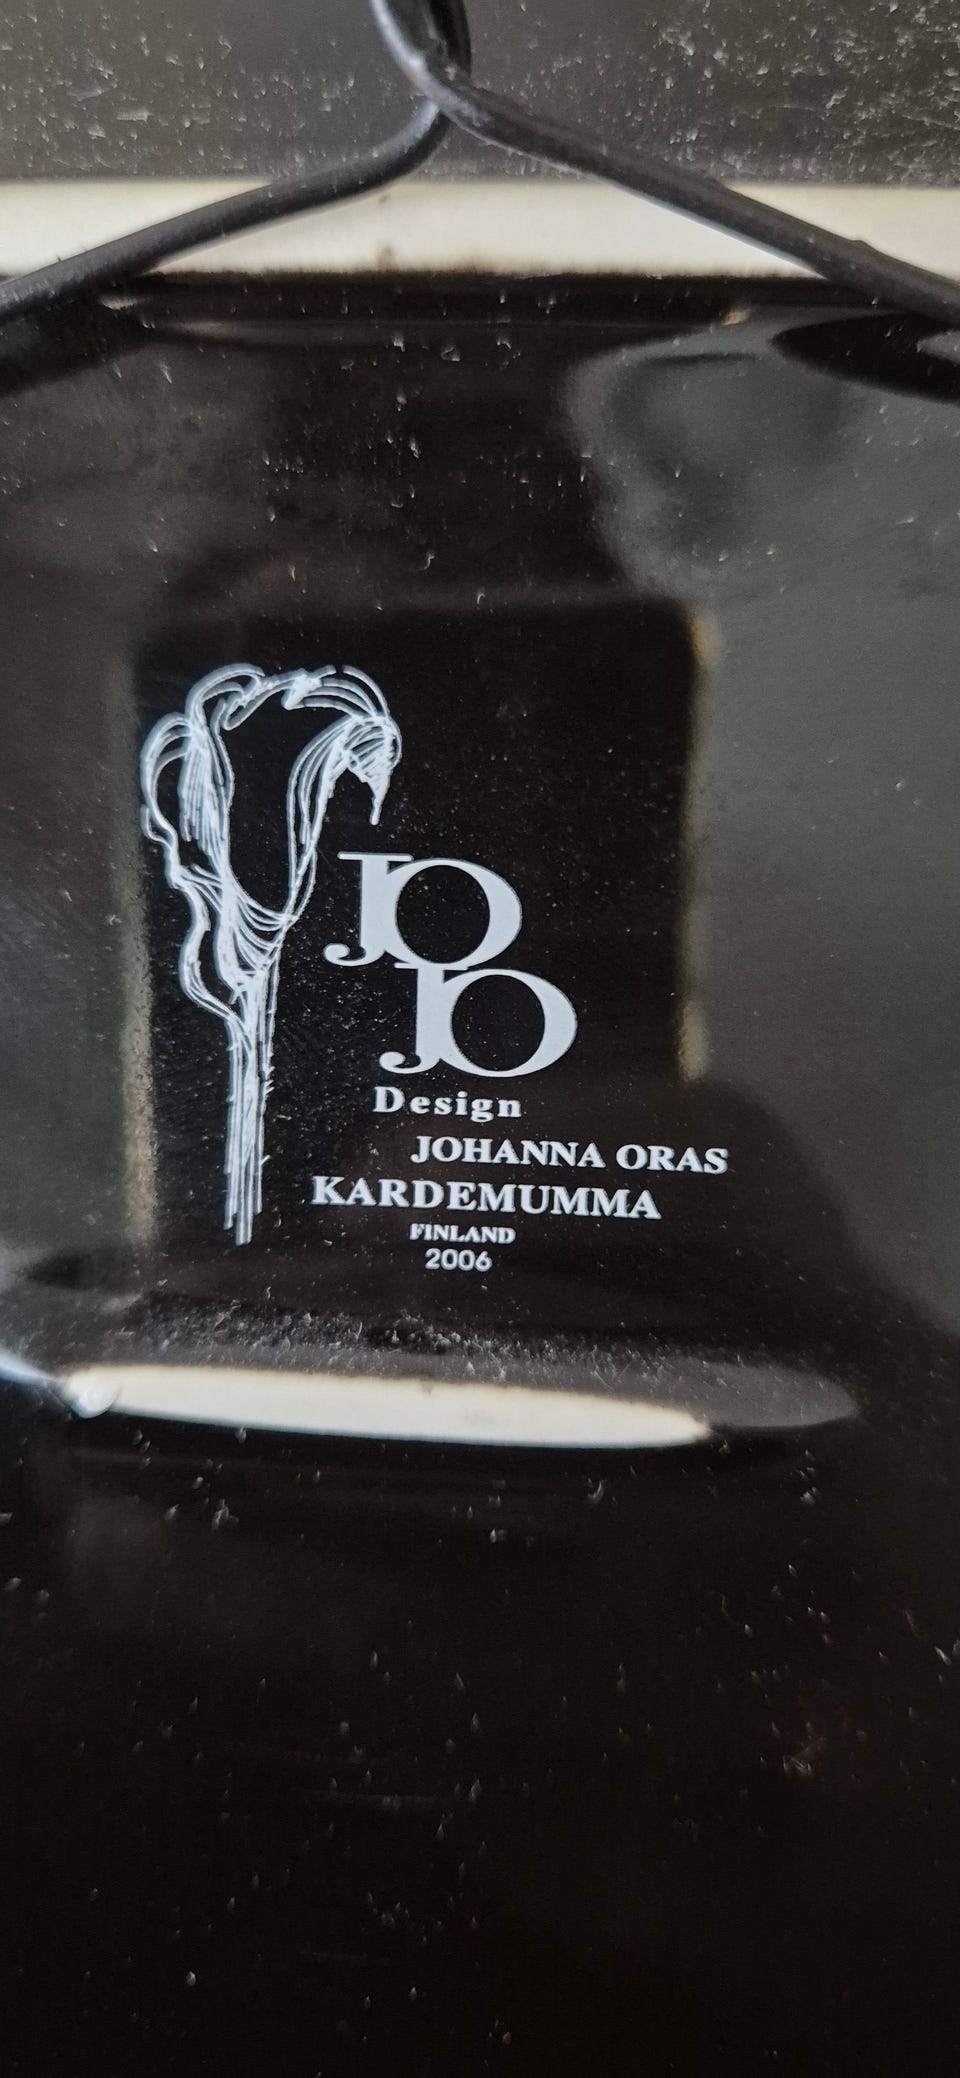 JO
JO
Design
JOHANNA ORAS
KARDEMUMMA
FINLAND
2006